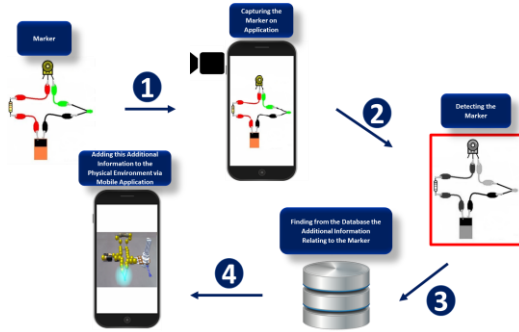 Marker
1
Capturing the
Marker on
Application
2
Detecting the
Marker
3
Finding from the Database the
Additional Information
Relating to the Marker
4
Adding this Additional
Information to the
Physical Environment via
Mobile Application